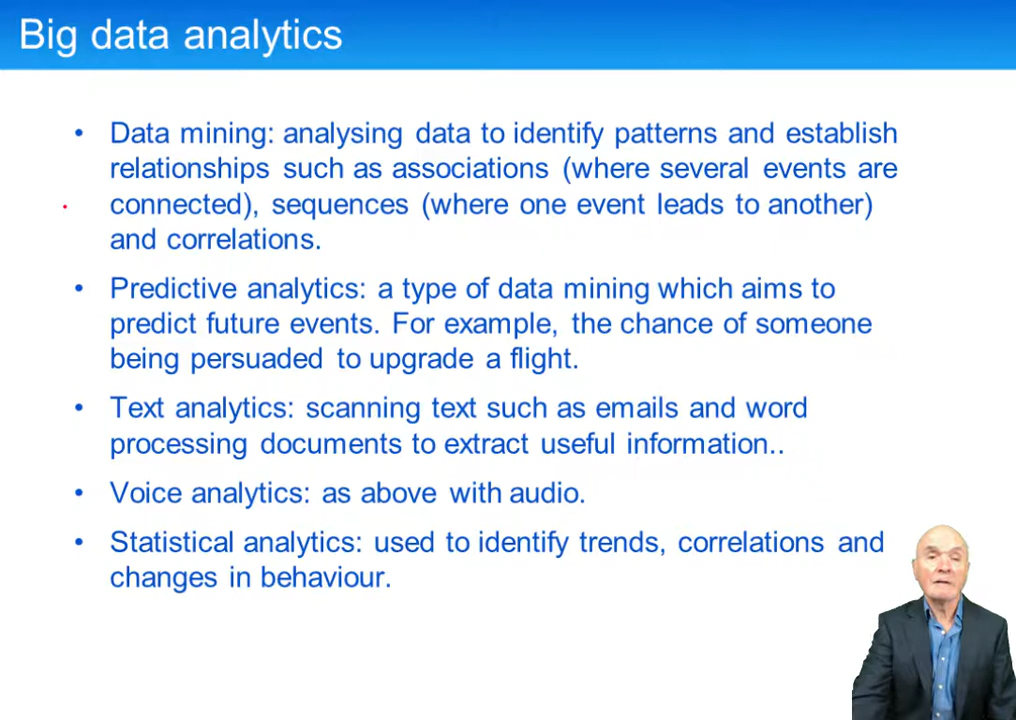 Big data analytics
• Data mining: analysing data to identify patterns and establish
relationships such as associations (where several events are
connected), sequences (where one event leads to another)
and correlations.
• Predictive analytics: a type of data mining which aims to
predict future events. For example, the chance of someone
being persuaded to upgrade a flight.
• Text analytics: scanning text such as emails and word
processing documents to extract useful information..
• Voice analytics: as above with audio.
• Statistical analytics: used to identify trends, correlations and
changes in behaviour.